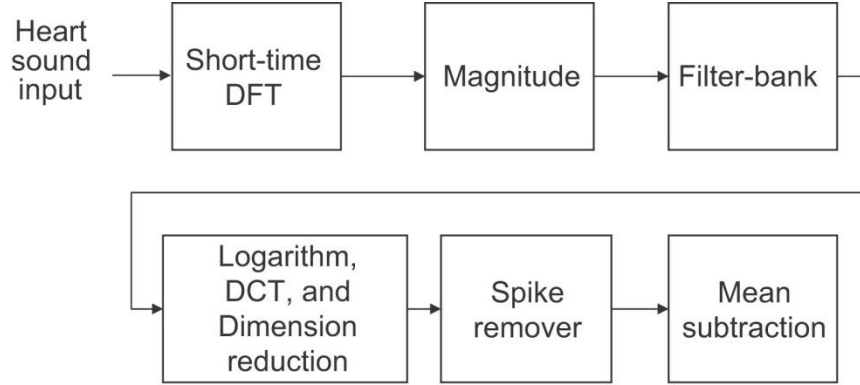 Heart
sound
input
Short-time
DFT
Magnitude
Filter-bank
Logarithm,
DCT, and
Dimension
reduction
Spike
remover
Mean
subtraction